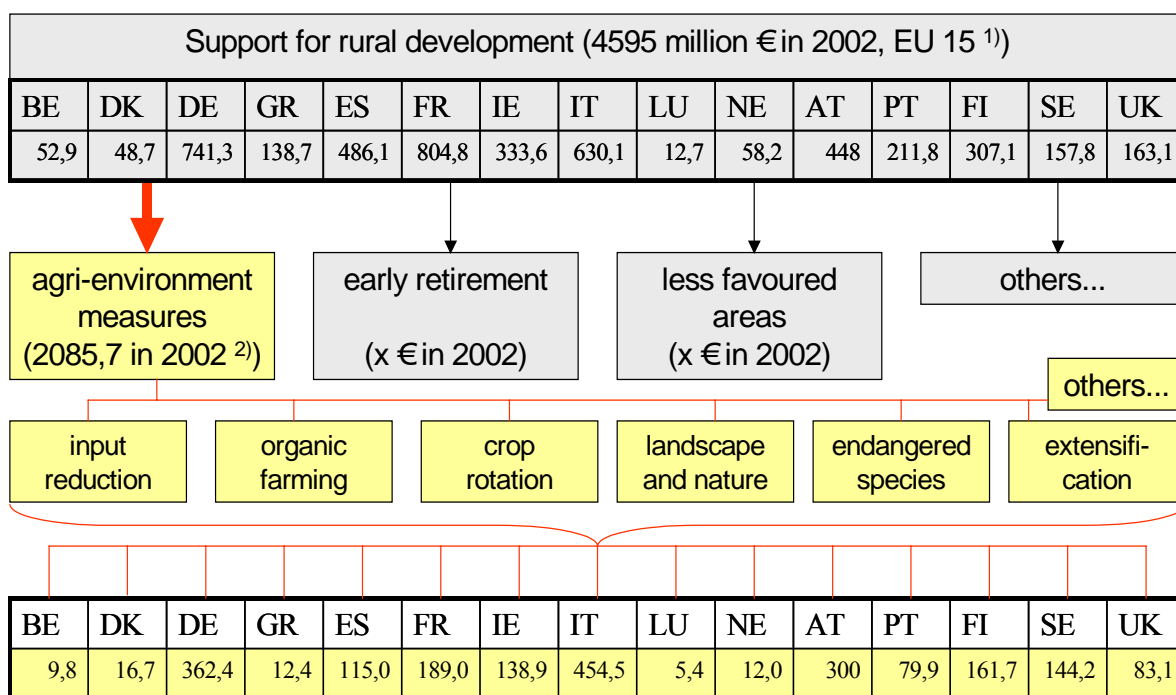 Support for rural development (4595 million € in 2002, EU 15 1))
BE DK DE GR ES FR IE IT LU NE AT PT FI SE UK
52,9 48,7 741,3 138,7 486,1 804,8 333,6 630,1 12,7 58,2 448 211,8 307,1 157,8 163,1
agri-environment
measures
(2085,7 in 2002 2))
early retirement
(x € in 2002)
less favoured
areas
(x € in 2002)
others...
others...
input
reduction
organic
farming
crop
rotation
landscape
and nature
endangered
species
extensifi-
cation
BE DK DE GR ES FR IE IT LU NE AT PT FI SE UK
9,8 16,7 362,4 12,4 115,0 189,0 138,9 454,5 5,4 12,0 300 79,9 161,7 144,2 83,1